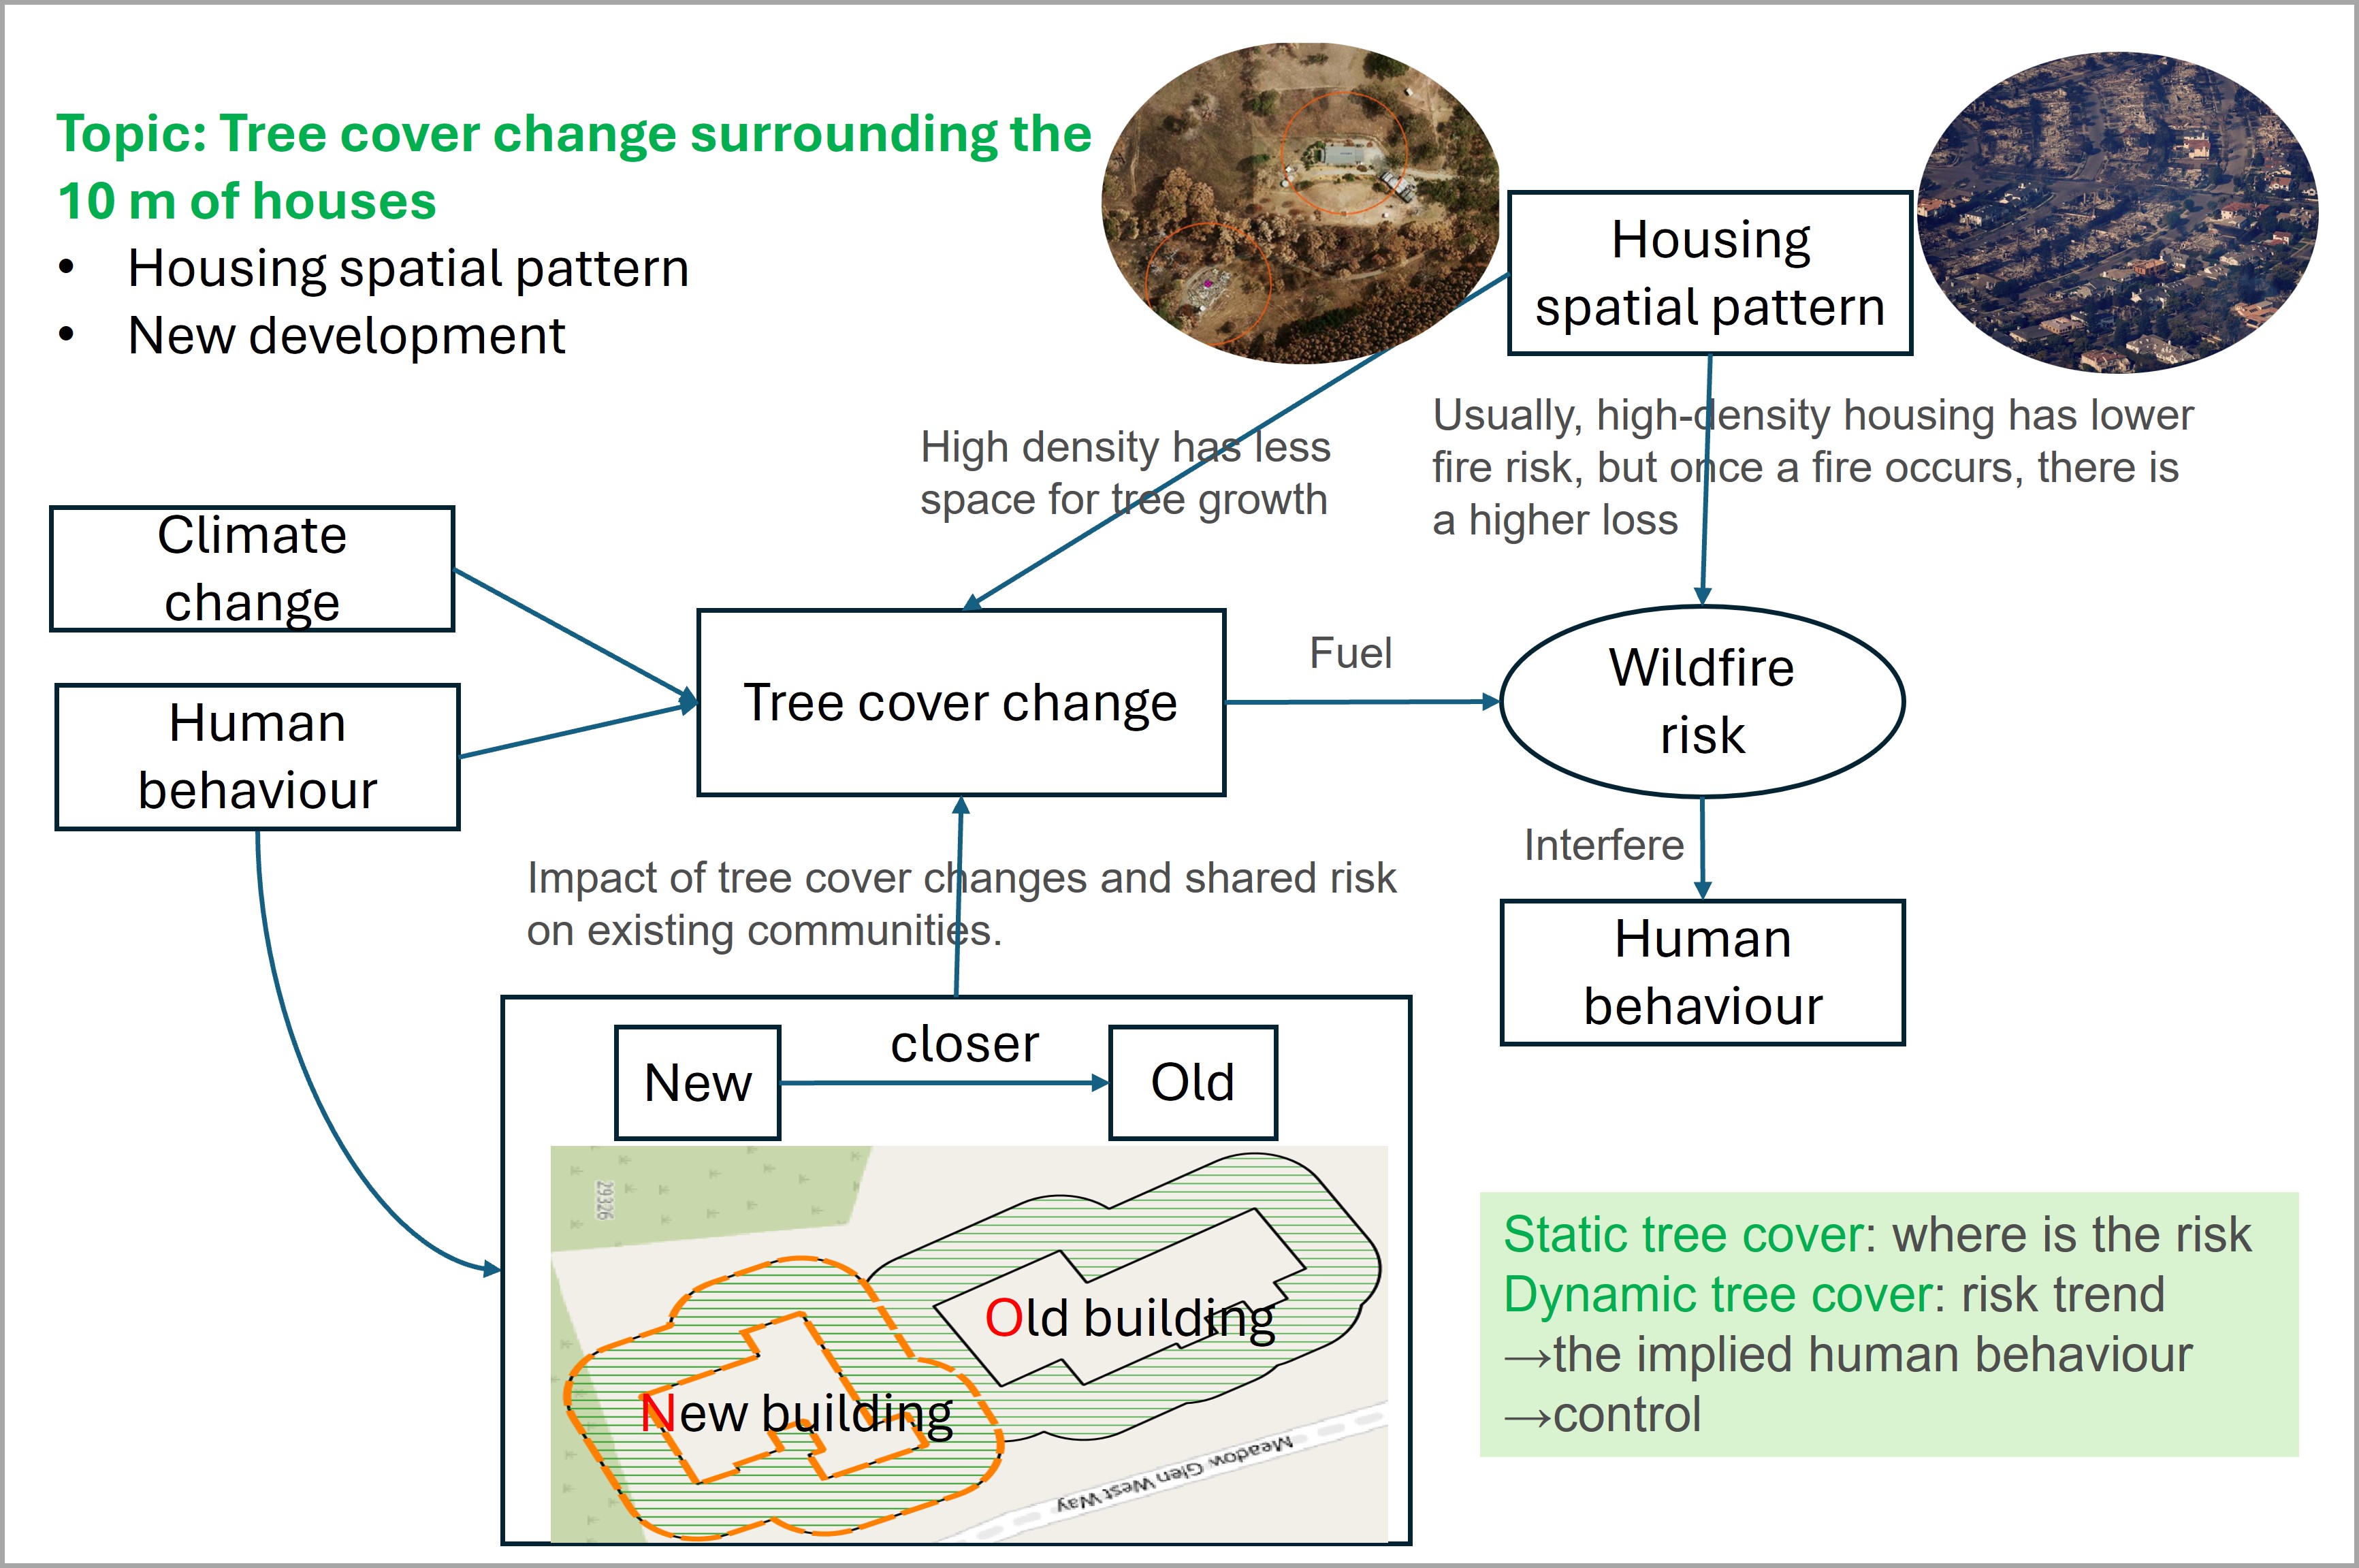 Topic: Tree cover change surrounding the
10 m of houses
• Housing spatial pattern
• New development
Housing
spatial pattern
High density has less
space for tree growth
Usually, high-density housing has lower
fire risk, but once a fire occurs, there is
a higher loss
Climate
change
Human
behaviour
Tree cover change
Fuel
Wildfire
risk
Interfere
Human
behaviour
Impact of tree cover changes and shared risk
on existing communities.
New
closer
Old
29326
Old building
New building
Meadow Glen West Way
Static tree cover: where is the risk
Dynamic tree cover: risk trend
→the implied human behaviour
→control